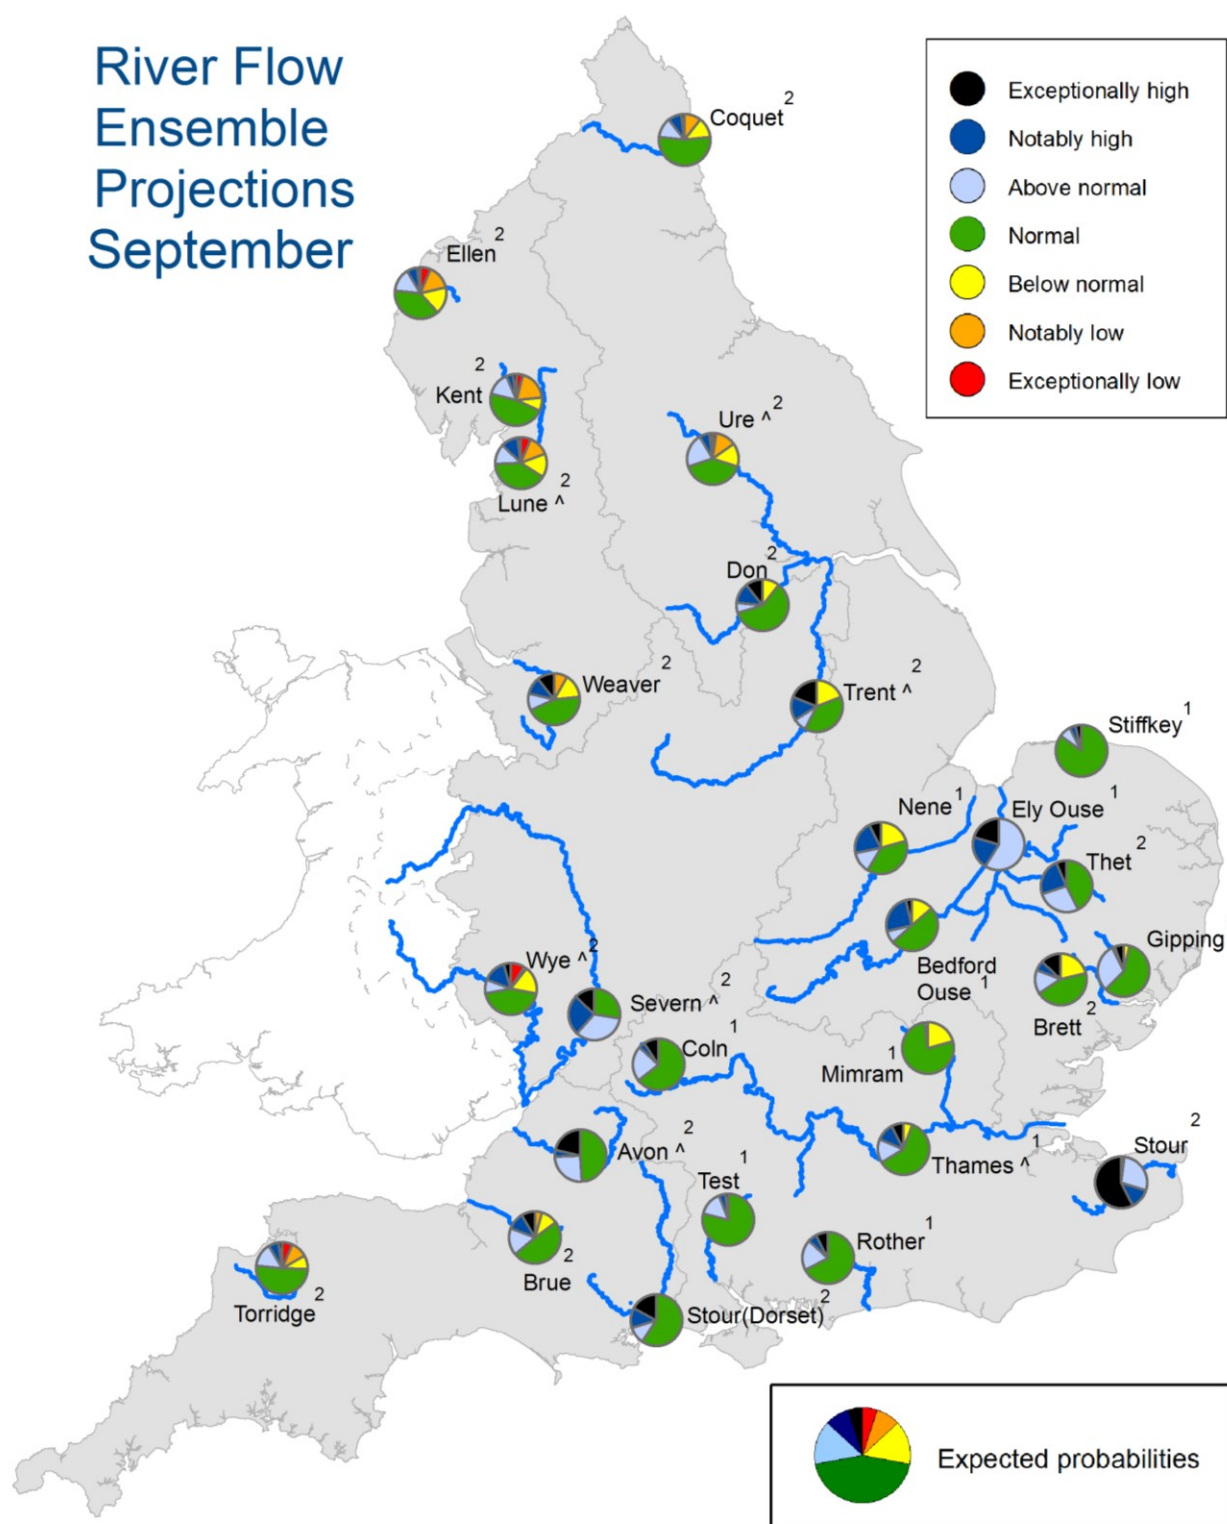 River Flow
Ensemble
Projections
September
Exceptionally high
Notably high
Above normal
Normal
Below normal
Notably low
Exceptionally low
Coquet 2
Ellen 2
Kent 2
Lune ^ 2
Ure ^ 2
Don 2
Weaver 2
Trent ^ 2
Stiffkey 1
Nene 1
Ely Ouse 1
Thet 2
Gipping
Bedford
Ouse 1
Brett 2
Wye ^ 2
Severn ^ 2
Coln 1
Mimram 1
Avon ^ 2
Test 1
Thames ^ 1
Stour 2
Rother 1
Brue 2
Torridge 2
Stour(Dorset) 2
Expected probabilities